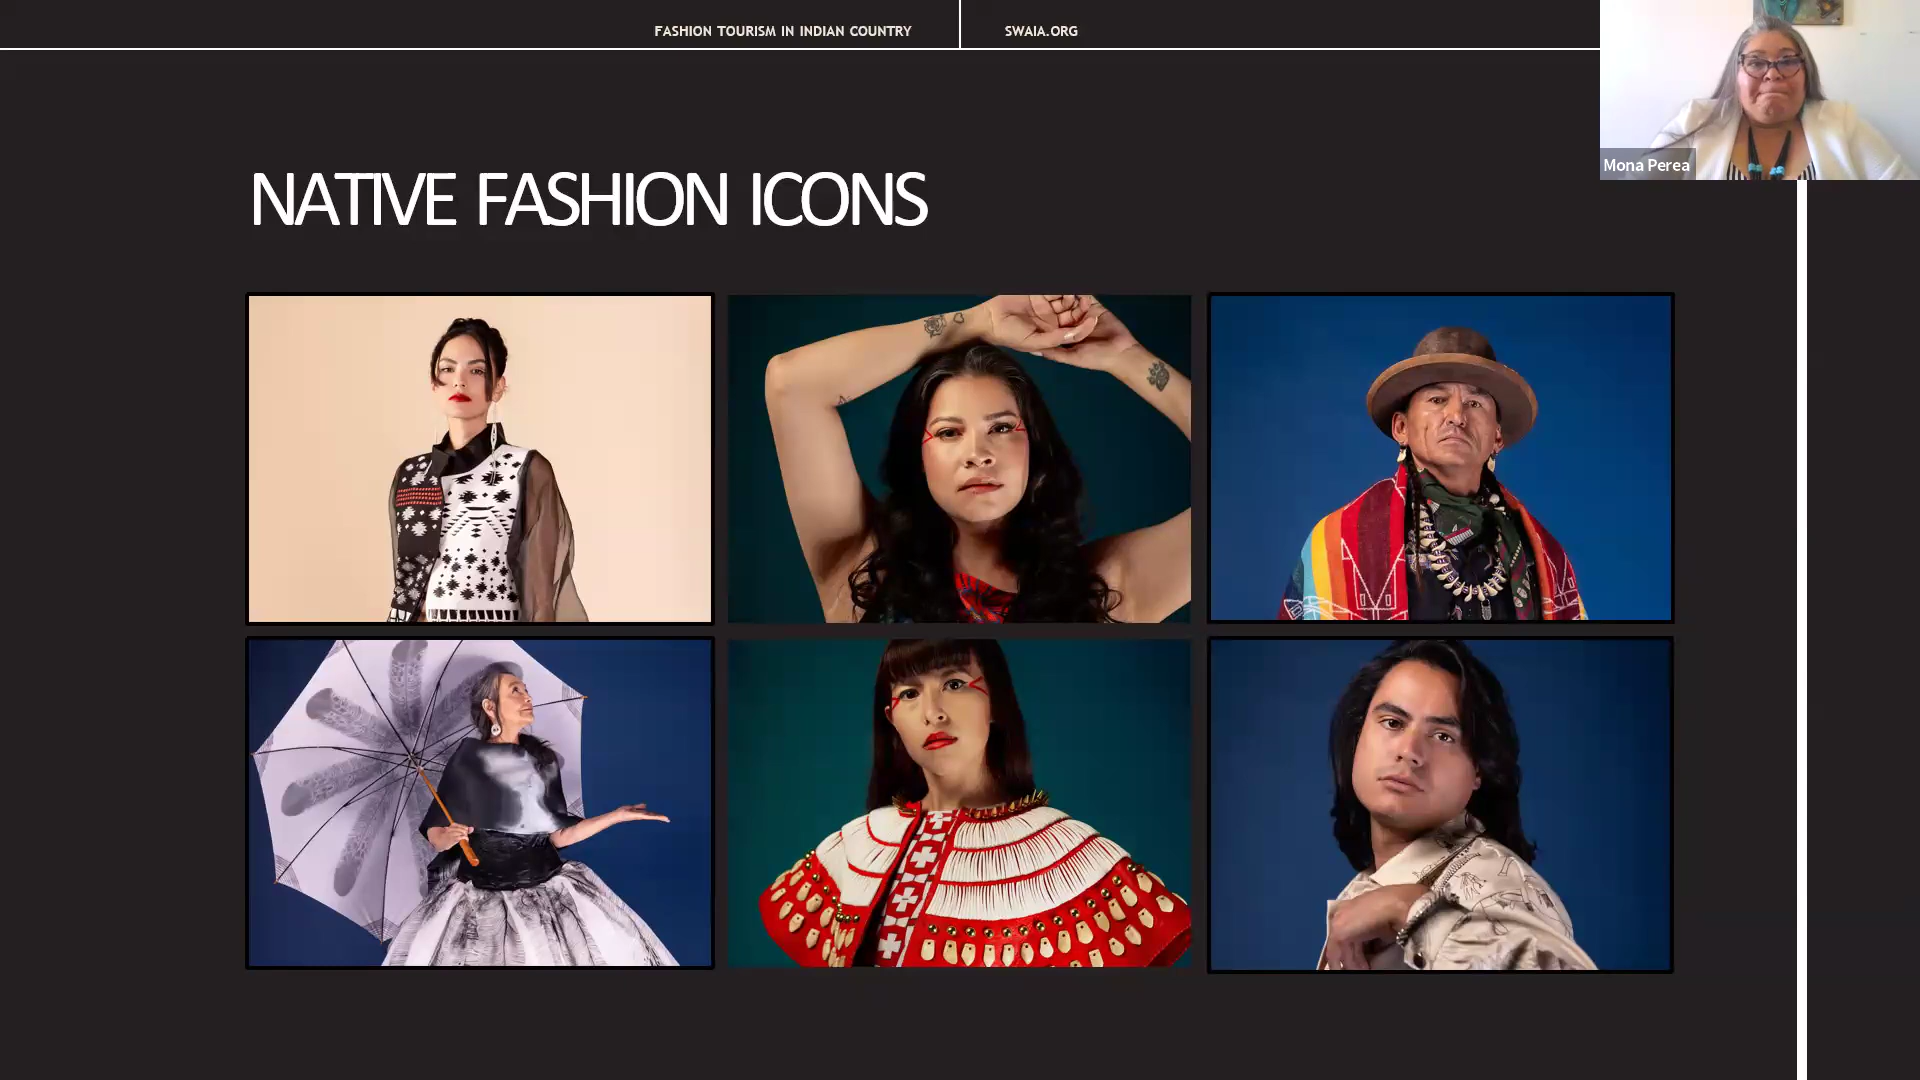 FASHION TOURISM IN INDIAN COUNTRY
SWAIA.ORG
Mona Perea
NATIVE FASHION ICONS